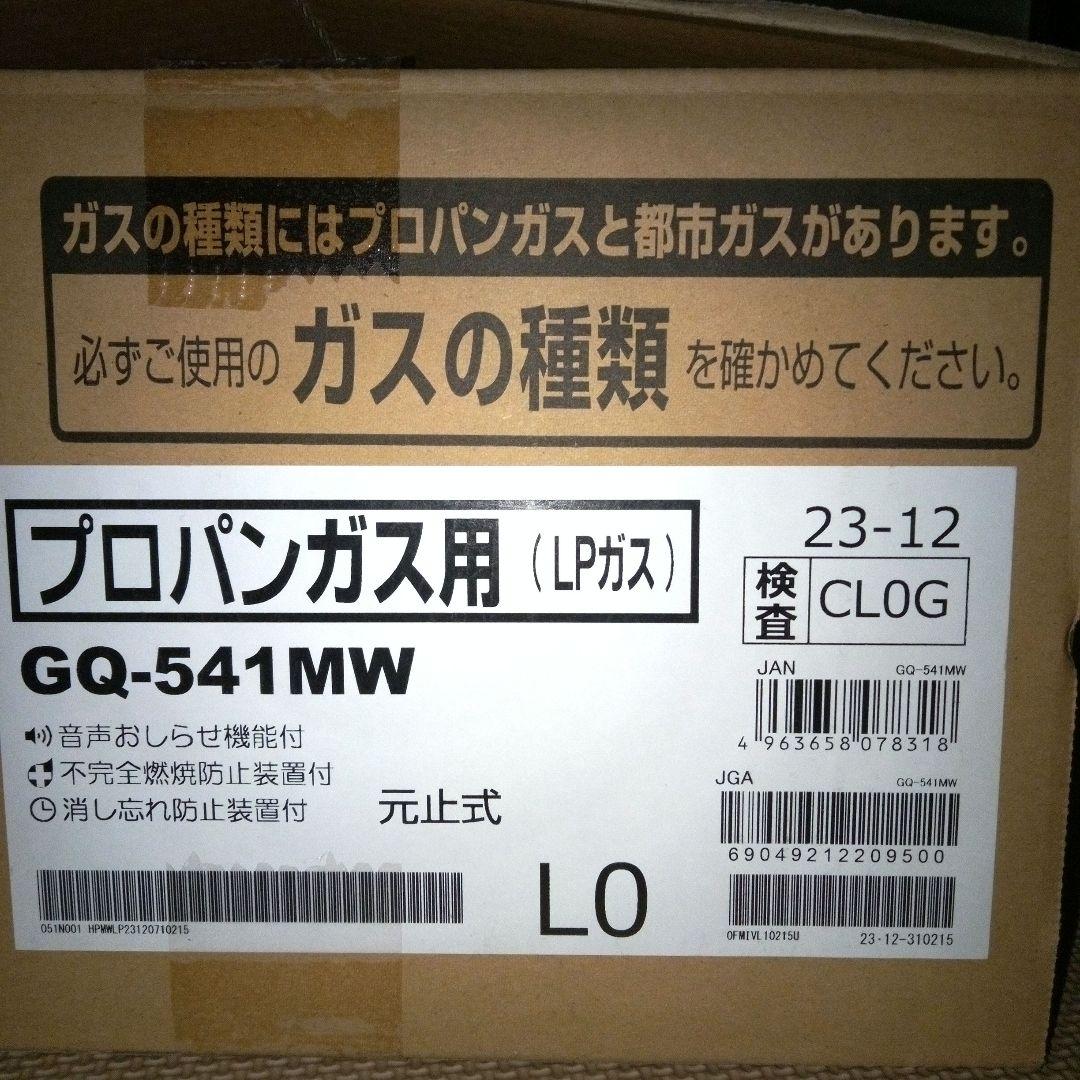 ガスの種類にはプロパンガスと都市ガスがあります。
必ずご使用の ガスの種類 を確かめてください。
プロパンガス用 (LPガス)
GQ-541MW
音声おしらせ機能付
不完全燃焼防止装置付
消し忘れ防止装置付
元止式
L0
051N001 HPMWLP23120710215
23-12
検査 CL0G
JAN GQ-541MW
4 963658 078318
JGA GQ-541MW
69049212209500
0FMIVL10215U 23-12-310215